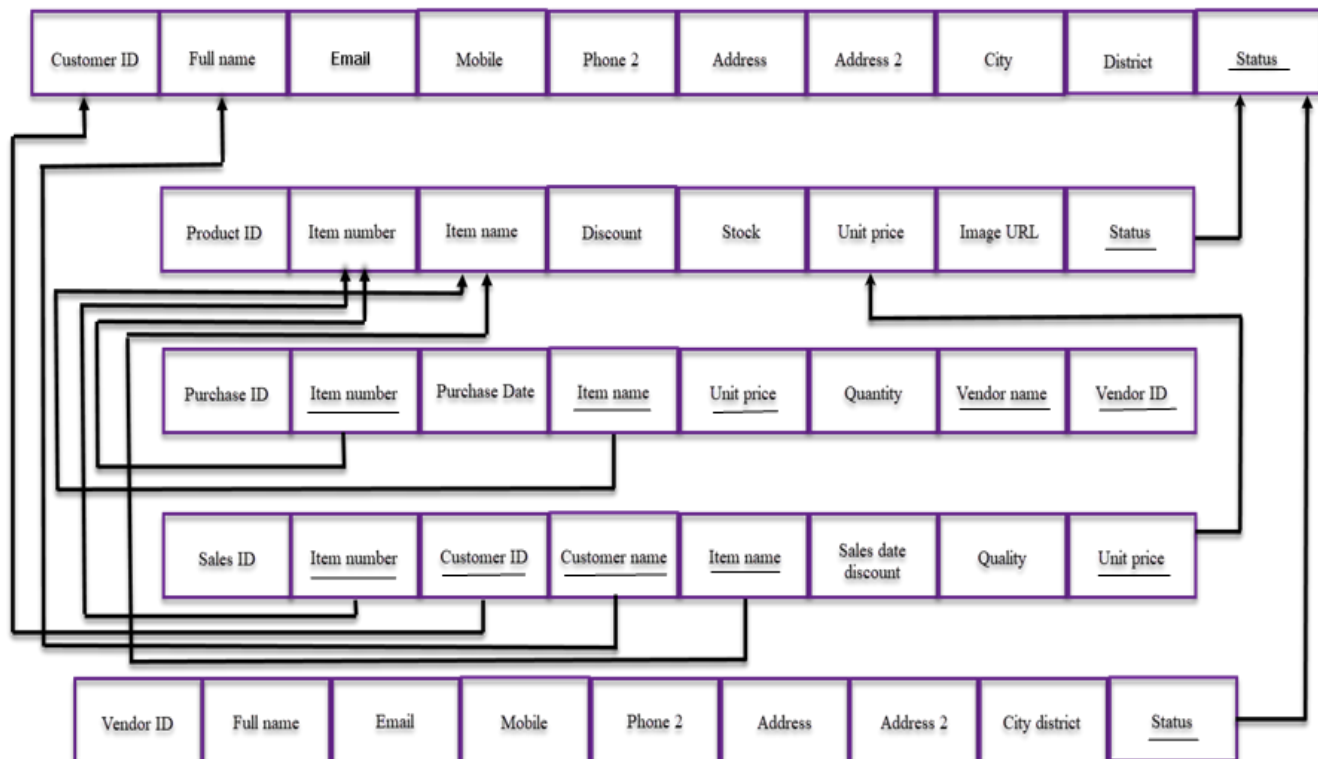 Customer ID Full name Email Mobile Phone 2 Address Address 2 City District Status
Product ID Item number Item name Discount Stock Unit price Image URL Status
Purchase ID Item number Purchase Date Item name Unit price Quantity Vendor name Vendor ID
Sales ID Item number Customer ID Customer name Item name Sales date discount Quality Unit price
Vendor ID Full name Email Mobile Phone 2 Address Address 2 City district Status